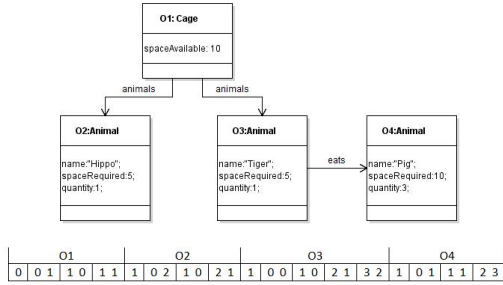 O1: Cage
spaceAvailable: 10
animals animals
O2:Animal
name:"Hippo";
spaceRequired:5;
quantity:1;
O3:Animal
name:"Tiger";
spaceRequired:5;
quantity:1;
eats
O4:Animal
name:"Pig";
spaceRequired:10;
quantity:3;
O1 O2 O3 O4
0 0 1 1 0 1 1 1 0 2 1 0 2 1 1 0 0 1 0 2 1 3 2 1 0 1 1 1 2 3